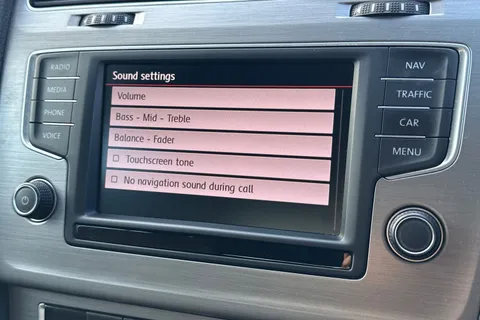 Sound settings
Volume
Bass - Mid - Treble
Balance - Fader
Touchscreen tone
No navigation sound during call
RADIO
MEDIA
PHONE
VOICE
NAV
TRAFFIC
CAR
MENU